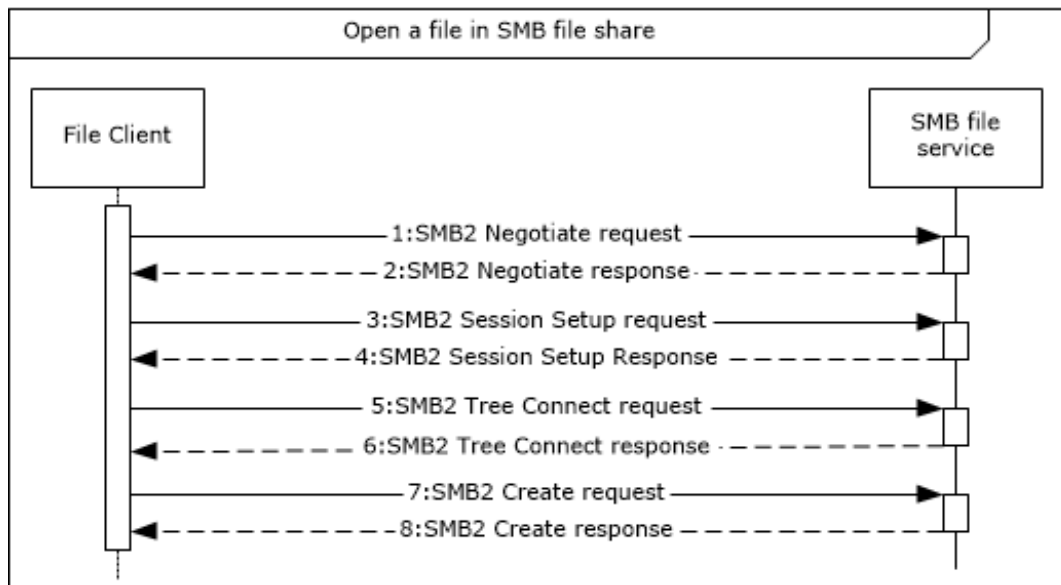 Open a file in SMB file share
File Client
SMB file
service
1:SMB2 Negotiate request
2:SMB2 Negotiate response
3:SMB2 Session Setup request
4:SMB2 Session Setup Response
5:SMB2 Tree Connect request
6:SMB2 Tree Connect response
7:SMB2 Create request
8:SMB2 Create response